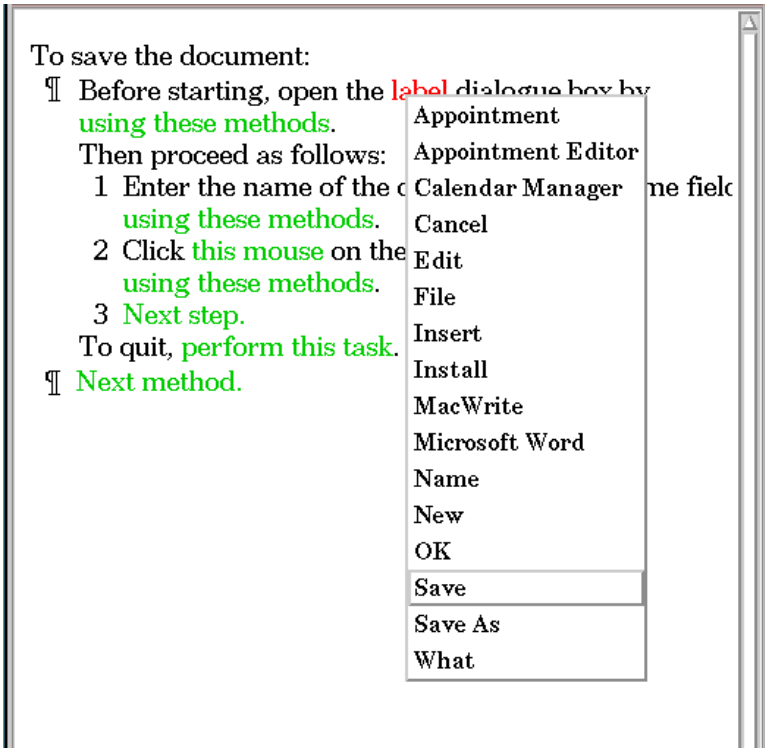 To save the document:
¶ Before starting, open the label dialogue box by
using these methods.
Then proceed as follows:
1 Enter the name of the me field
using these methods.
2 Click this mouse on the
using these methods.
3 Next step.
To quit, perform this task.
¶ Next method.
Appointment
Appointment Editor
Calendar Manager
Cancel
Edit
File
Insert
Install
MacWrite
Microsoft Word
Name
New
OK
Save
Save As
What